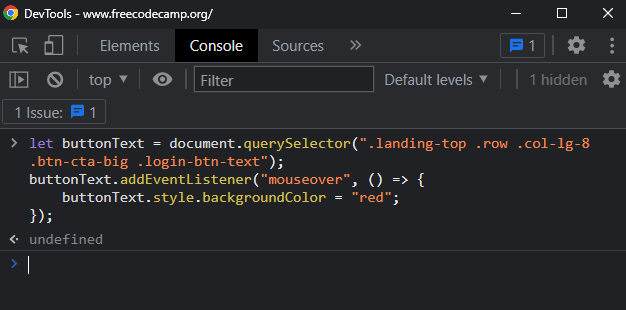 DevTools - www.freecodecamp.org/
Elements Console Sources » 1
top Filter Default levels 1 hidden
1 Issue: 1
let buttonText = document.querySelector(".landing-top .row .col-lg-8
.btn-cta-big .login-btn-text");
buttonText.addEventListener("mouseover", () => {
    buttonText.style.backgroundColor = "red";
});
undefined